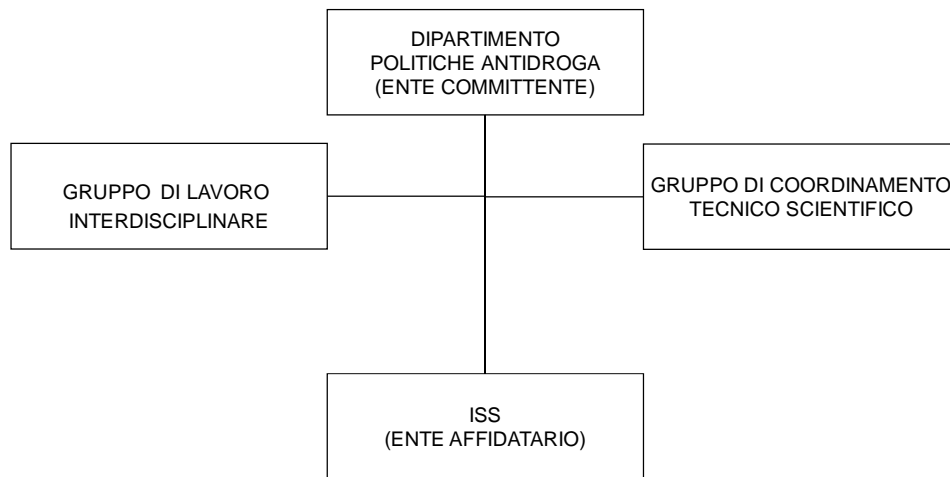 DIPARTIMENTO
POLITICHE ANTIDROGA
(ENTE COMMITTENTE)
GRUPPO DI LAVORO
INTERDISCIPLINARE
GRUPPO DI COORDINAMENTO
TECNICO SCIENTIFICO
ISS
(ENTE AFFIDATARIO)